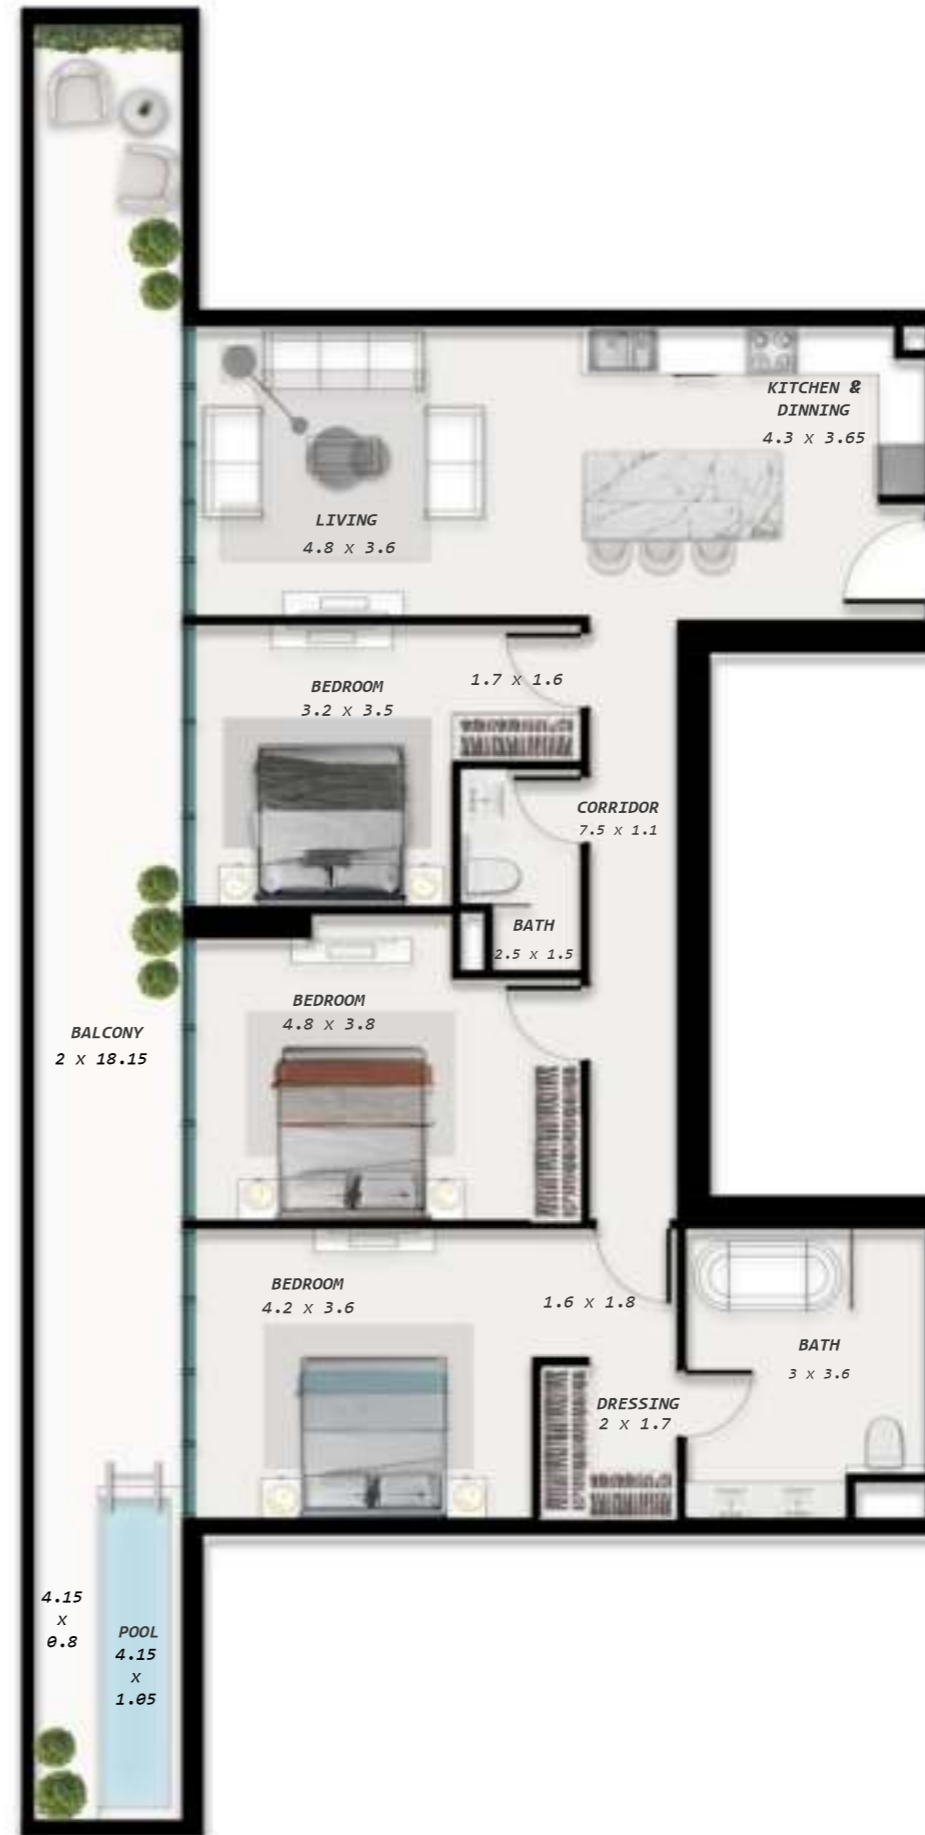 KITCHEN &
DINNING
4.3 x 3.65
LIVING
4.8 x 3.6
BEDROOM
3.2 x 3.5
1.7 x 1.6
CORRIDOR
7.5 x 1.1
BATH
2.5 x 1.5
BEDROOM
4.8 x 3.8
BALCONY
2 x 18.15
BEDROOM
4.2 x 3.6
1.6 x 1.8
BATH
3 x 3.6
DRESSING
2 x 1.7
4.15
x
0.8
POOL
4.15
x
1.05